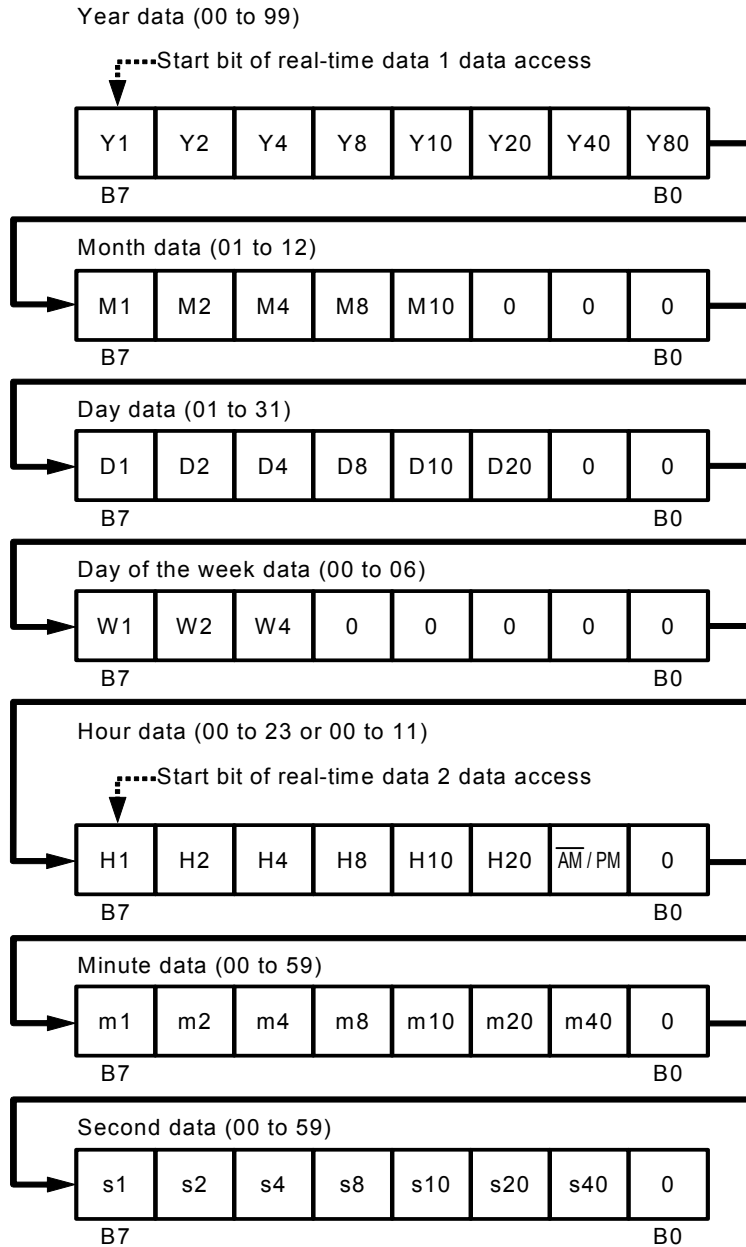 Year data (00 to 99)
Start bit of real-time data 1 data access
Y1 Y2 Y4 Y8 Y10 Y20 Y40 Y80
B7 B0
Month data (01 to 12)
M1 M2 M4 M8 M10 0 0 0
B7 B0
Day data (01 to 31)
D1 D2 D4 D8 D10 D20 0 0
B7 B0
Day of the week data (00 to 06)
W1 W2 W4 0 0 0 0 0
B7 B0
Hour data (00 to 23 or 00 to 11)
Start bit of real-time data 2 data access
H1 H2 H4 H8 H10 H20 A̅M̅ / PM 0
B7 B0
Minute data (00 to 59)
m1 m2 m4 m8 m10 m20 m40 0
B7 B0
Second data (00 to 59)
s1 s2 s4 s8 s10 s20 s40 0
B7 B0